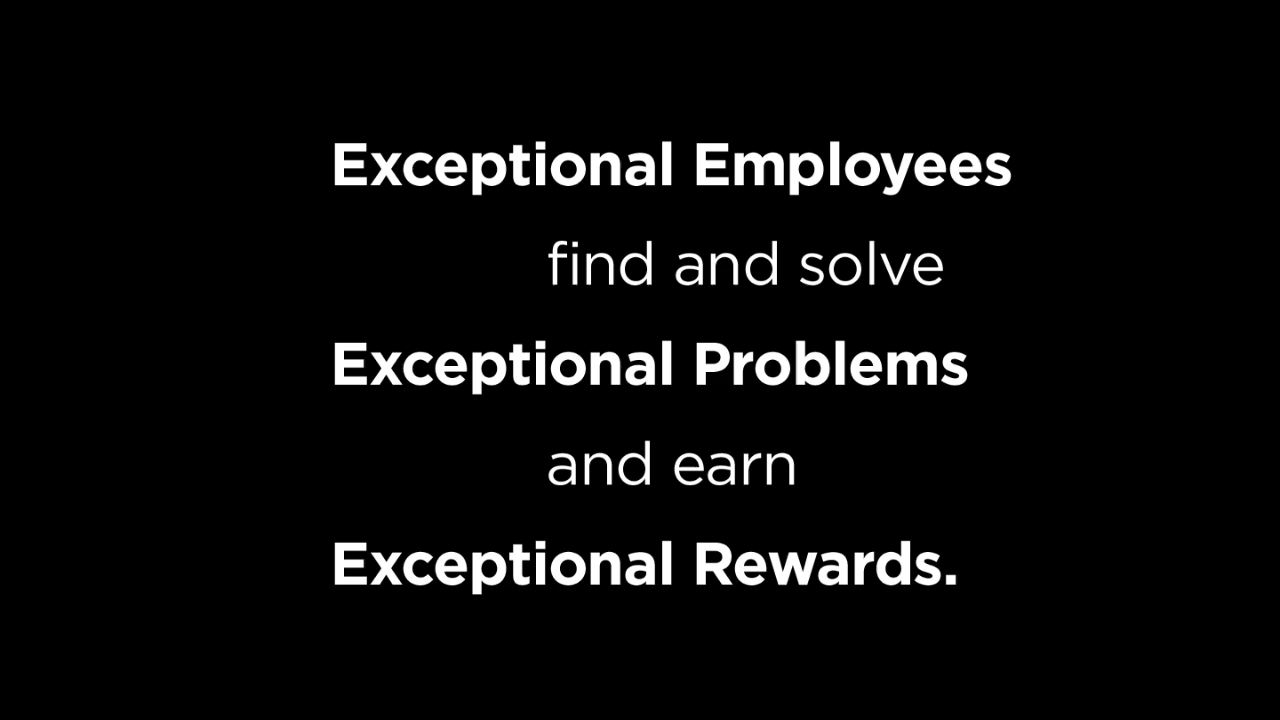 Exceptional Employees
find and solve
Exceptional Problems
and earn
Exceptional Rewards.